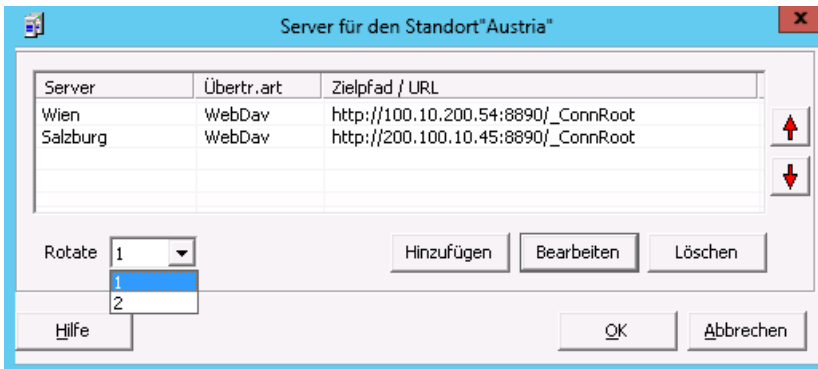 Server für den Standort"Austria"
x
Server Übertr.art Zielpfad / URL
Wien WebDav http://100.10.200.54:8890/_ConnRoot
Salzburg WebDav http://200.100.10.45:8890/_ConnRoot
Rotate 1 Hinzufügen Bearbeiten Löschen
1
2
Hilfe OK Abbrechen